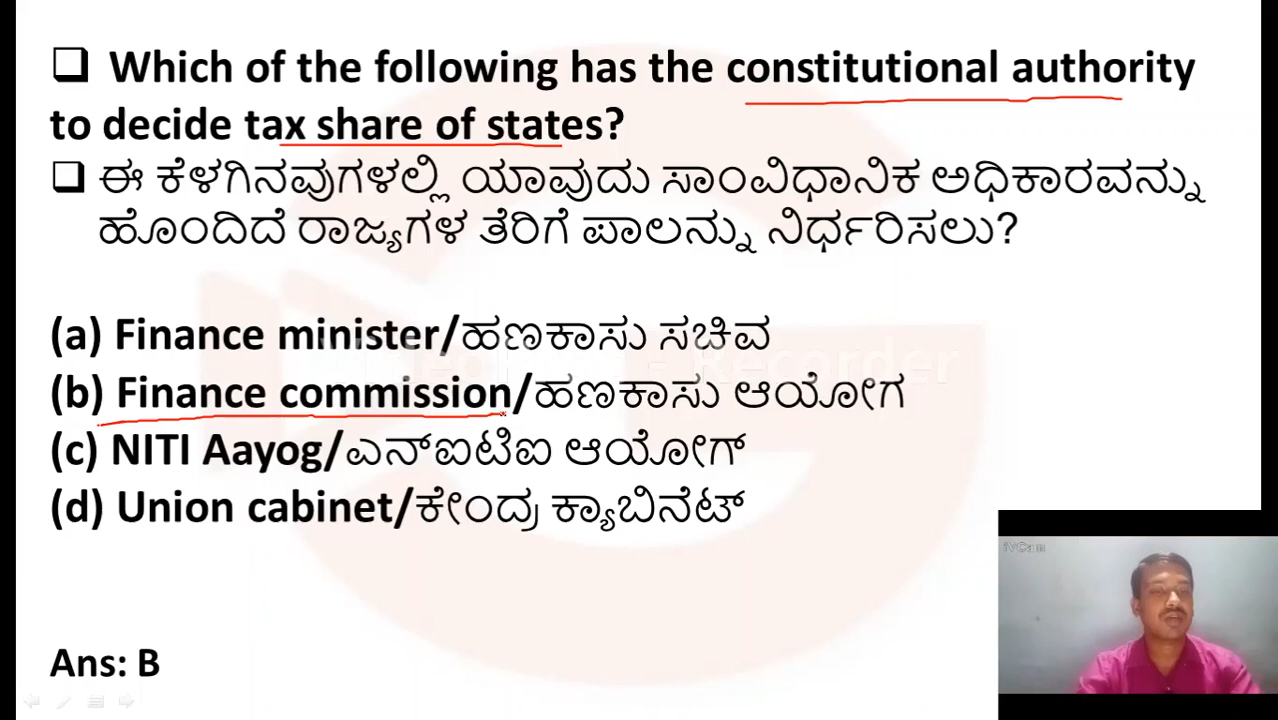 ❑ Which of the following has the constitutional authority
to decide tax share of states?
❑ ಈ ಕೆಳಗಿನವುಗಳಲ್ಲಿ ಯಾವುದು ಸಾಂವಿಧಾನಿಕ ಅಧಿಕಾರವನ್ನು
ಹೊಂದಿದೆ ರಾಜ್ಯಗಳ ತೆರಿಗೆ ಪಾಲನ್ನು ನಿರ್ಧರಿಸಲು?
(a) Finance minister/ಹಣಕಾಸು ಸಚಿವ
(b) Finance commission/ಹಣಕಾಸು ಆಯೋಗ
(c) NITI Aayog/ಎನ್ಐಟಿಐ ಆಯೋಗ್
(d) Union cabinet/ಕೇಂದ್ರ ಕ್ಯಾಬಿನೆಟ್
iVCam
Ans: B